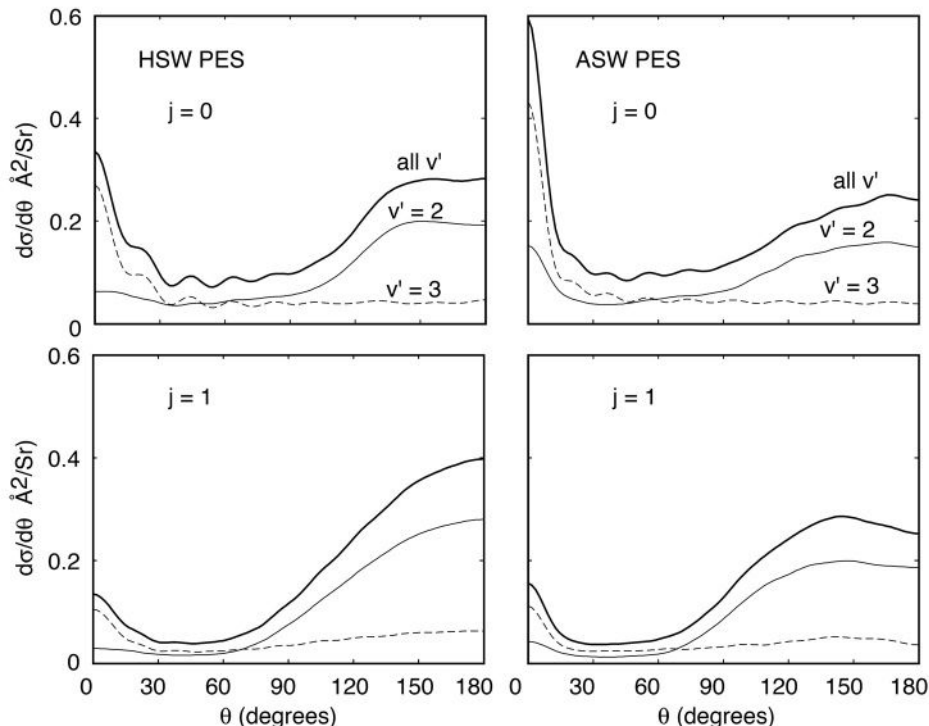 0.6
HSW PES
ASW PES
j = 0
j = 0
0.4
all v'
all v'
v' = 2
v' = 2
0.2
v' = 3
v' = 3
0
0
dσ/dθ Å2/Sr)
0.6
j = 1
j = 1
0.4
0.2
0
dσ/dθ Å2/Sr)
0 30 60 90 120 150 180
0 30 60 90 120 150 180
θ (degrees)
θ (degrees)